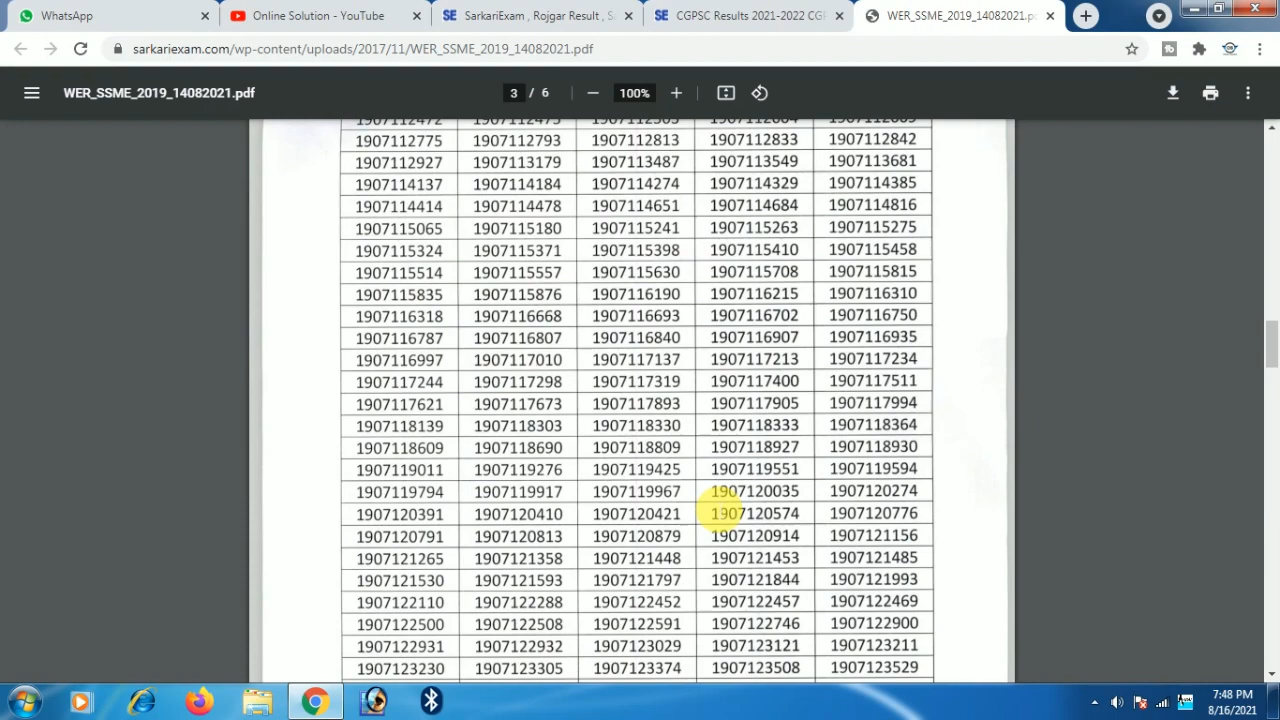 WhatsApp
Online Solution - YouTube
SarkariExam , Rojgar Result , S
CGPSC Results 2021-2022 CG
WER_SSME_2019_14082021.p
sarkariexam.com/wp-content/uploads/2017/11/WER_SSME_2019_14082021.pdf
WER_SSME_2019_14082021.pdf 3 / 6 100%
1907112775 1907112793 1907112813 1907112833 1907112842
1907112927 1907113179 1907113487 1907113549 1907113681
1907114137 1907114184 1907114274 1907114329 1907114385
1907114414 1907114478 1907114651 1907114684 1907114816
1907115065 1907115180 1907115241 1907115263 1907115275
1907115324 1907115371 1907115398 1907115410 1907115458
1907115514 1907115557 1907115630 1907115708 1907115815
1907115835 1907115876 1907116190 1907116215 1907116310
1907116318 1907116668 1907116693 1907116702 1907116750
1907116787 1907116807 1907116840 1907116907 1907116935
1907116997 1907117010 1907117137 1907117213 1907117234
1907117244 1907117298 1907117319 1907117400 1907117511
1907117621 1907117673 1907117893 1907117905 1907117994
1907118139 1907118303 1907118330 1907118333 1907118364
1907118609 1907118690 1907118809 1907118927 1907118930
1907119011 1907119276 1907119425 1907119551 1907119594
1907119794 1907119917 1907119967 1907120035 1907120274
1907120391 1907120410 1907120421 1907120574 1907120776
1907120791 1907120813 1907120879 1907120914 1907121156
1907121265 1907121358 1907121448 1907121453 1907121485
1907121530 1907121593 1907121797 1907121844 1907121993
1907122110 1907122288 1907122452 1907122457 1907122469
1907122500 1907122508 1907122591 1907122746 1907122900
1907122931 1907122932 1907123029 1907123121 1907123211
1907123230 1907123305 1907123374 1907123508 1907123529
7:48 PM
8/16/2021